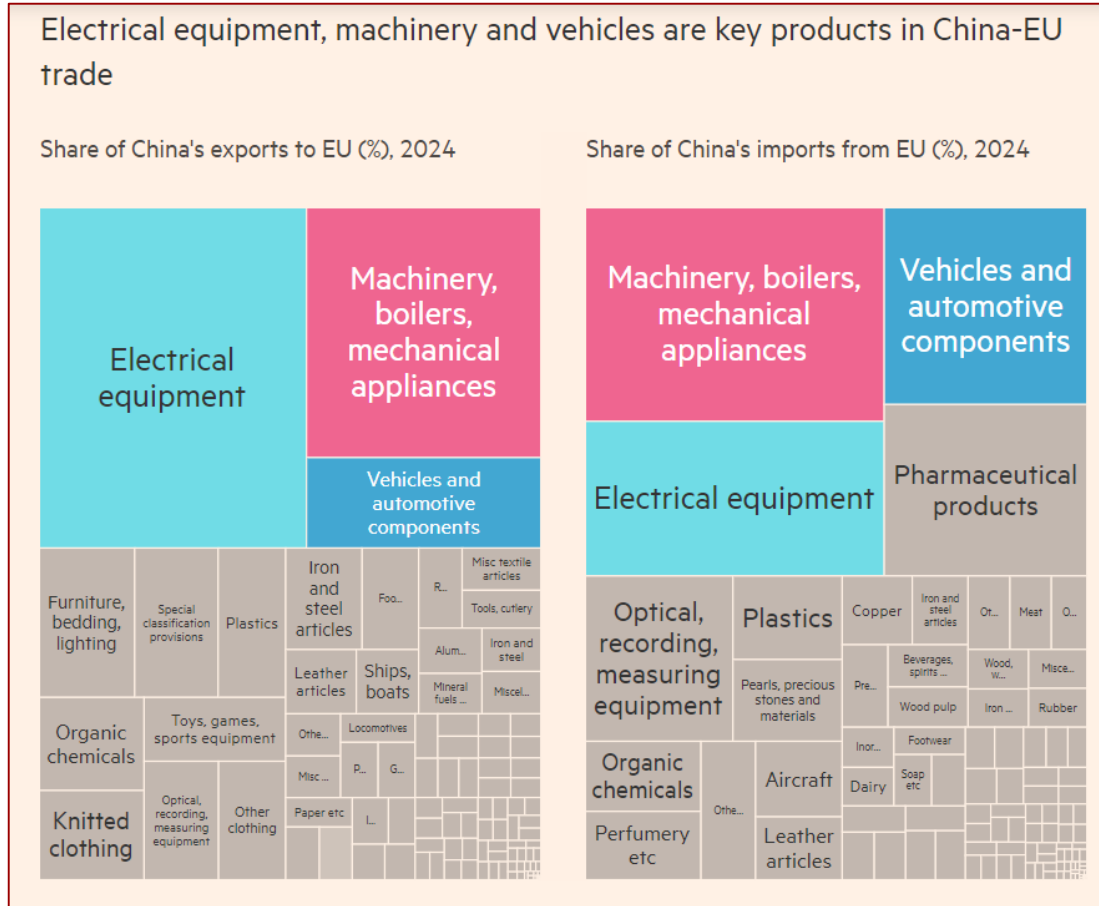 Electrical equipment, machinery and vehicles are key products in China-EU
trade
Share of China's exports to EU (%), 2024
Electrical
equipment
Machinery,
boilers,
mechanical
appliances
Vehicles and
automotive
components
Furniture,
bedding,
lighting
Special
classification
provisions
Plastics
Iron
and
steel
articles
Foo...
R...
Misc textile
articles
Tools, cutlery
Leather
articles
Ships,
boats
Alum...
Iron and
steel
Mineral
fuels ...
Miscel...
Organic
chemicals
Toys, games,
sports equipment
Othe...
Locomotives
Misc ...
P...
G...
Knitted
clothing
Optical,
recording,
measuring
equipment
Other
clothing
Paper etc
I...
Share of China's imports from EU (%), 2024
Machinery, boilers,
mechanical
appliances
Vehicles and
automotive
components
Electrical equipment
Pharmaceutical
products
Optical,
recording,
measuring
equipment
Plastics
Pearls, precious
stones and
materials
Copper
Iron and
steel
articles
Ot...
Meat
O...
Pre...
Beverages,
spirits ...
Wood,
w...
Misce...
Wood pulp
Iron ...
Rubber
Organic
chemicals
Perfumery
etc
Othe...
Aircraft
Leather
articles
Inor...
Footwear
Dairy
Soap
etc